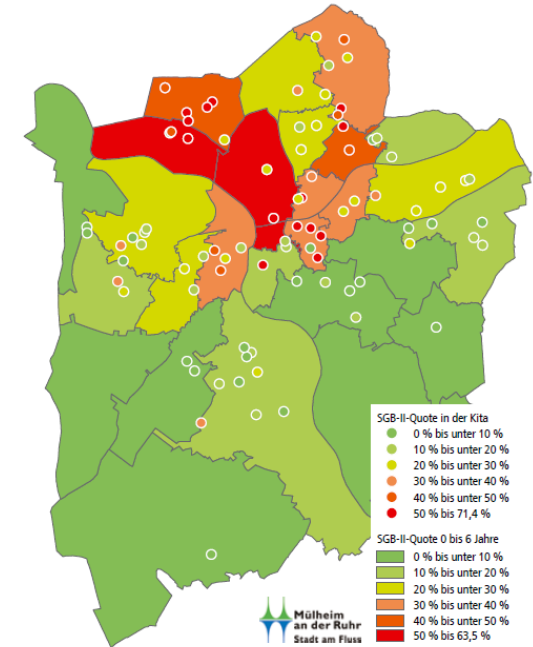 SGB-II-Quote in der Kita
0 % bis unter 10 %
10 % bis unter 20 %
20 % bis unter 30 %
30 % bis unter 40 %
40 % bis unter 50 %
50 % bis 71,4 %
SGB-II-Quote 0 bis 6 Jahre
0 % bis unter 10 %
10 % bis unter 20 %
20 % bis unter 30 %
30 % bis unter 40 %
40 % bis unter 50 %
50 % bis 63,5 %
Mülheim
an der Ruhr
Stadt am Fluss